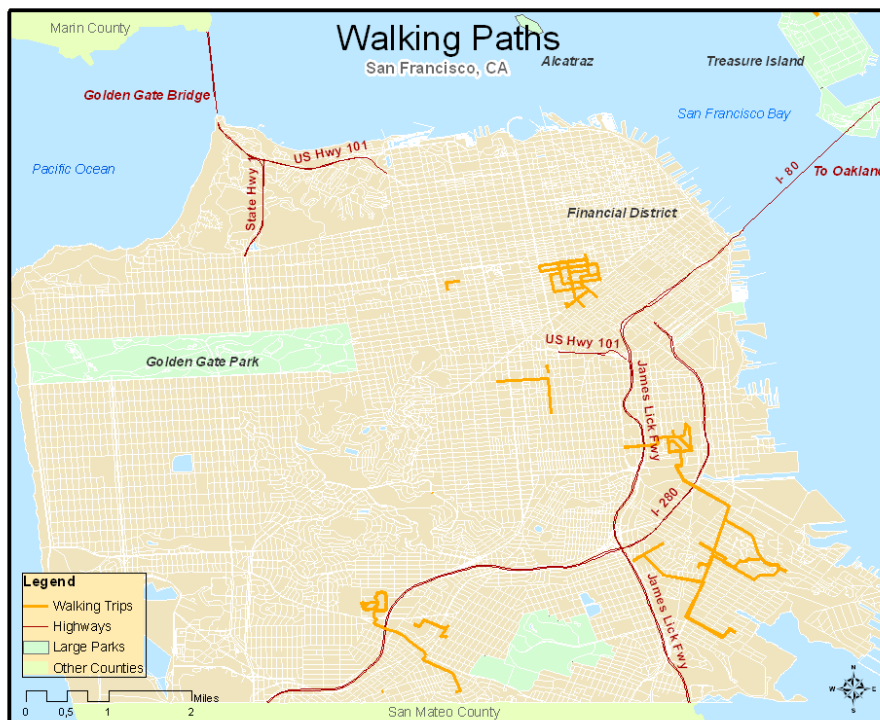 Marin County
Walking Paths
San Francisco, CA
Alcatraz
Treasure Island
Golden Gate Bridge
San Francisco Bay
Pacific Ocean
US Hwy 101
State Hwy 1
I- 80
To Oakland
Financial District
US Hwy 101
Golden Gate Park
James Lick Fwy
I- 280
James Lick Fwy
Legend
Walking Trips
Highways
Large Parks
Other Counties
Miles
0 0,5 1 2
San Mateo County
N
W E
S